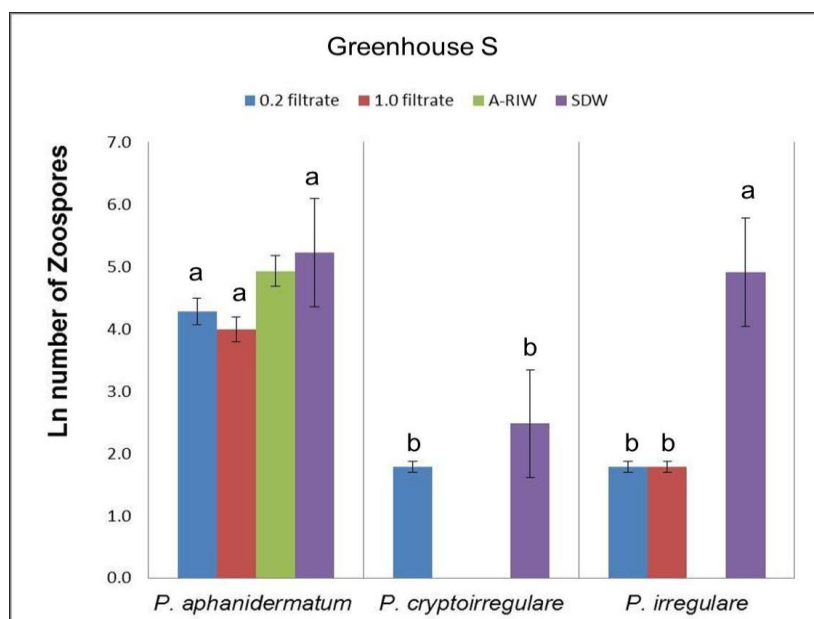 Greenhouse S
0.2 filtrate 1.0 filtrate A-RIW SDW
Ln number of Zoospores
7.0
6.0
5.0
4.0
3.0
2.0
1.0
0.0
a a a
b b
b b a
P. aphanidermatum P. cryptoirregulare P. irregulare